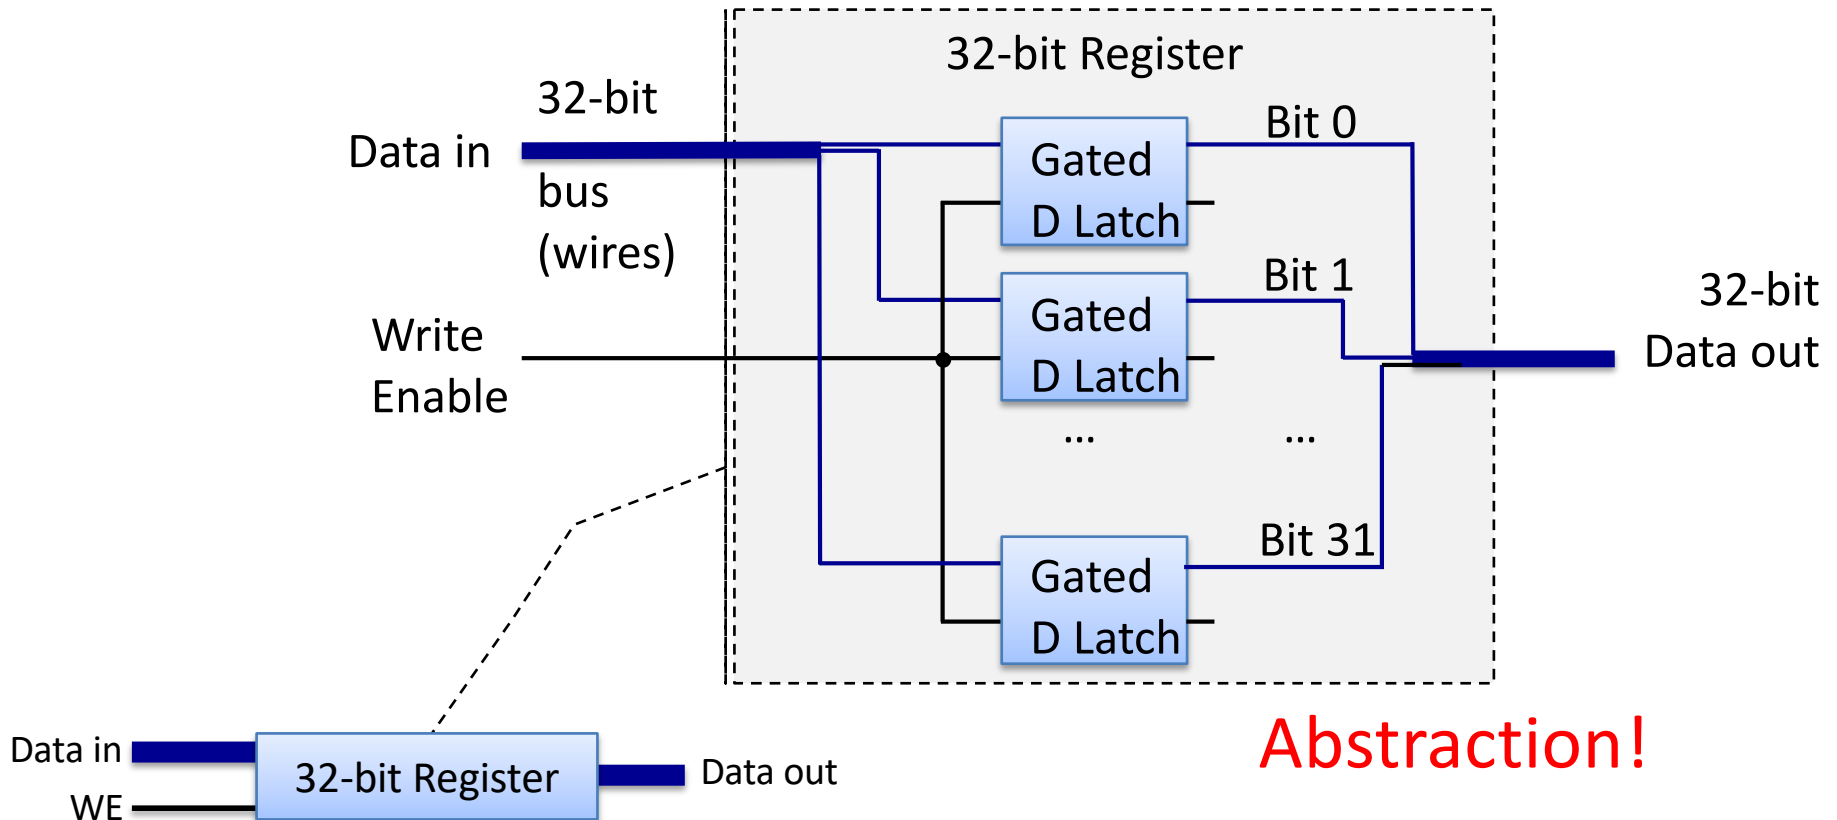 32-bit Register
32-bit
Data in
bus
(wires)
Write
Enable
Gated
D Latch
Bit 0
Gated
D Latch
Bit 1
...
...
Gated
D Latch
Bit 31
32-bit
Data out
Abstraction!
Data in
WE
32-bit Register
Data out